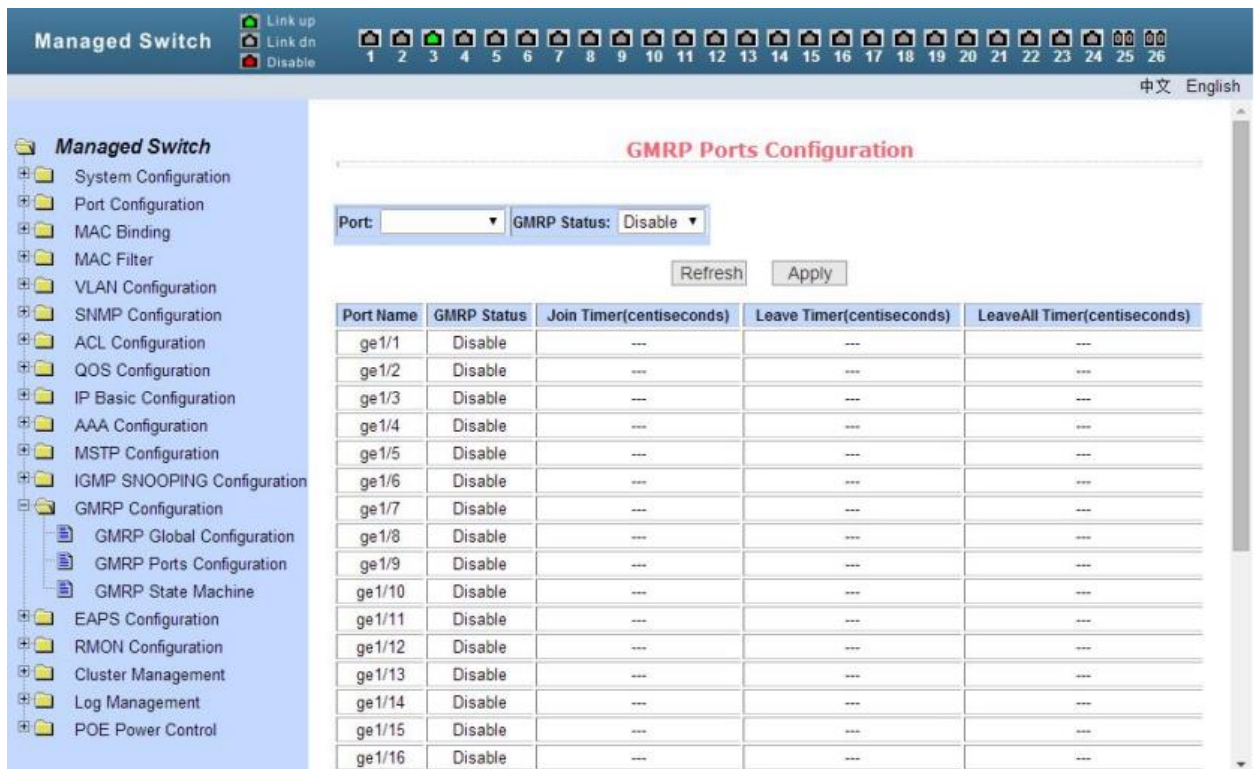 Managed Switch
Link up
Link dn
Disable
1 2 3 4 5 6 7 8 9 10 11 12 13 14 15 16 17 18 19 20 21 22 23 24 25 26
中文 English
Managed Switch
System Configuration
Port Configuration
MAC Binding
MAC Filter
VLAN Configuration
SNMP Configuration
ACL Configuration
QOS Configuration
IP Basic Configuration
AAA Configuration
MSTP Configuration
IGMP SNOOPING Configuration
GMRP Configuration
GMRP Global Configuration
GMRP Ports Configuration
GMRP State Machine
EAPS Configuration
RMON Configuration
Cluster Management
Log Management
POE Power Control
GMRP Ports Configuration
Port: GMRP Status: Disable
Refresh Apply
Port Name GMRP Status Join Timer(centiseconds) Leave Timer(centiseconds) LeaveAll Timer(centiseconds)
ge1/1 Disable --- --- ---
ge1/2 Disable --- --- ---
ge1/3 Disable --- --- ---
ge1/4 Disable --- --- ---
ge1/5 Disable --- --- ---
ge1/6 Disable --- --- ---
ge1/7 Disable --- --- ---
ge1/8 Disable --- --- ---
ge1/9 Disable --- --- ---
ge1/10 Disable --- --- ---
ge1/11 Disable --- --- ---
ge1/12 Disable --- --- ---
ge1/13 Disable --- --- ---
ge1/14 Disable --- --- ---
ge1/15 Disable --- --- ---
ge1/16 Disable --- --- ---